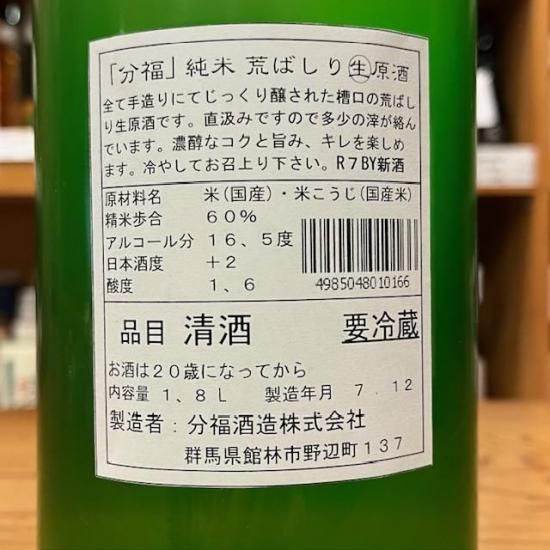 「分福」純米 荒ばしり ㊓原酒
全て手造りにてじっくり醸された槽口の荒ばし
り生原酒です。直汲みですので多少の滓が絡ん
でいます。濃醇なコクと旨み、キレを楽しめ
ます。冷やしてお召上り下さい。R7BY新酒
原材料名 米(国産)・米こうじ(国産米)
精米歩合 60%
アルコール分 16、5度
日本酒度 +2
酸度 1、6
4985048010166
品目 清酒 要冷蔵
お酒は20歳になってから
内容量 1、8L 製造年月 7.12
製造者:分福酒造株式会社
群馬県館林市野辺町137